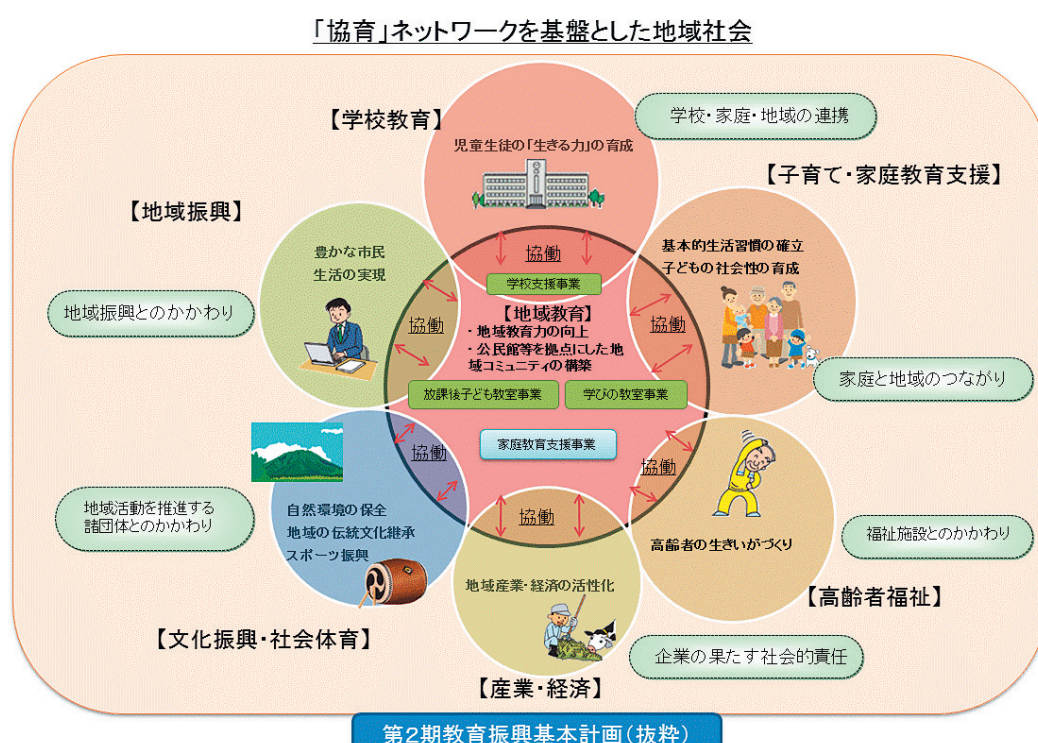 「協育」ネットワークを基盤とした地域社会
【学校教育】
学校・家庭・地域の連携
児童生徒の「生きる力」の育成
【子育て・家庭教育支援】
【地域振興】
豊かな市民
生活の実現
協働
基本的生活習慣の確立
子どもの社会性の育成
学校支援事業
地域振興とのかかわり
協働
【地域教育】
・地域教育力の向上
・公民館等を拠点にした地
域コミュニティの構築
協働
家庭と地域のつながり
放課後子ども教室事業
学びの教室事業
協働
家庭教育支援事業
協働
地域活動を推進する
諸団体とのかかわり
自然環境の保全
地域の伝統文化継承
スポーツ振興
協働
高齢者の生きいがづくり
福祉施設とのかかわり
地域産業・経済の活性化
【高齢者福祉】
【文化振興・社会体育】
企業の果たす社会的責任
【産業・経済】
第2期教育振興基本計画(抜粋)